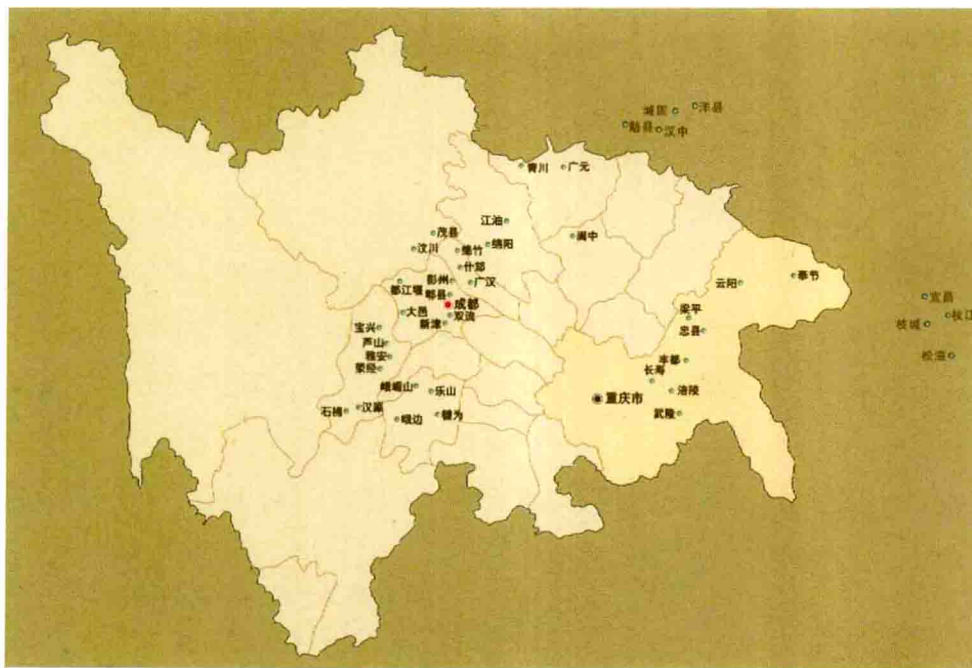 城固
洋县
勉县
汉中
青川
广元
江油
阆中
茂县
汶川
绵竹
绵阳
什邡
都江堰
彭州
广汉
郫县
成都
大邑
双流
新津
宝兴
芦山
雅安
荥经
峨嵋山
乐山
石棉
汉源
峨边
犍为
云阳
奉节
梁平
忠县
丰都
长寿
涪陵
重庆市
武隆
宜昌
枝江
枝城
松滋